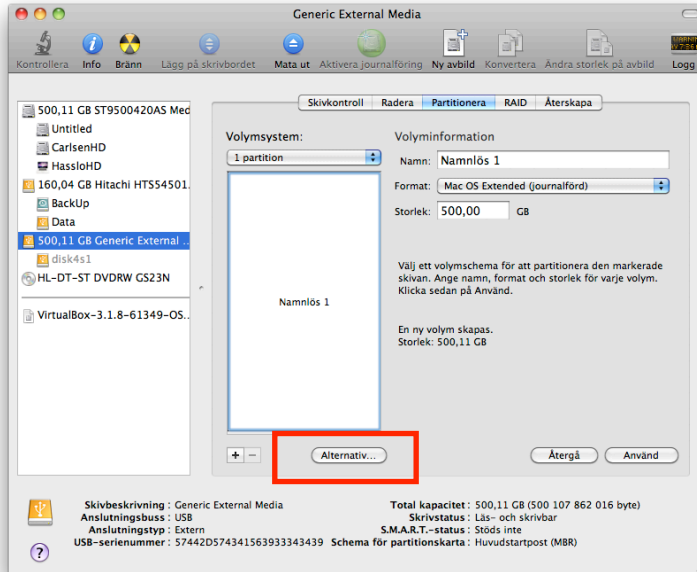 Generic External Media
Kontrollera Info Bränn Lägg på skrivbordet Mata ut Aktivera journalföring Ny avbild Konvertera Ändra storlek på avbild Logg
500,11 GB ST9500420AS Med
Untitled
CarlsenHD
HassloHD
160,04 GB Hitachi HTS54501.
BackUp
Data
500,11 GB Generic External ..
disk4s1
HL-DT-ST DVDRW GS23N
VirtualBox-3.1.8-61349-OS..
Skivkontroll Radera Partitionera RAID Återskapa
Volymsystem:
1 partition
Namnlös 1
Alternativ...
Volyminformation
Namn: Namnlös 1
Format: Mac OS Extended (journalförd)
Storlek: 500,00 GB
Välj ett volymschema för att partitionera den markerade
skivan. Ange namn, format och storlek för varje volym.
Klicka sedan på Använd.
En ny volym skapas.
Storlek: 500,11 GB
Återgå Använd
Skivbeskrivning : Generic External Media
Anslutningsbuss : USB
Anslutningstyp : Extern
USB-serienummer : 57442D574341563933343439
Total kapacitet : 500,11 GB (500 107 862 016 byte)
Skrivstatus : Läs- och skrivbar
S.M.A.R.T.-status : Stöds inte
Schema för partitionskarta : Huvudstartpost (MBR)